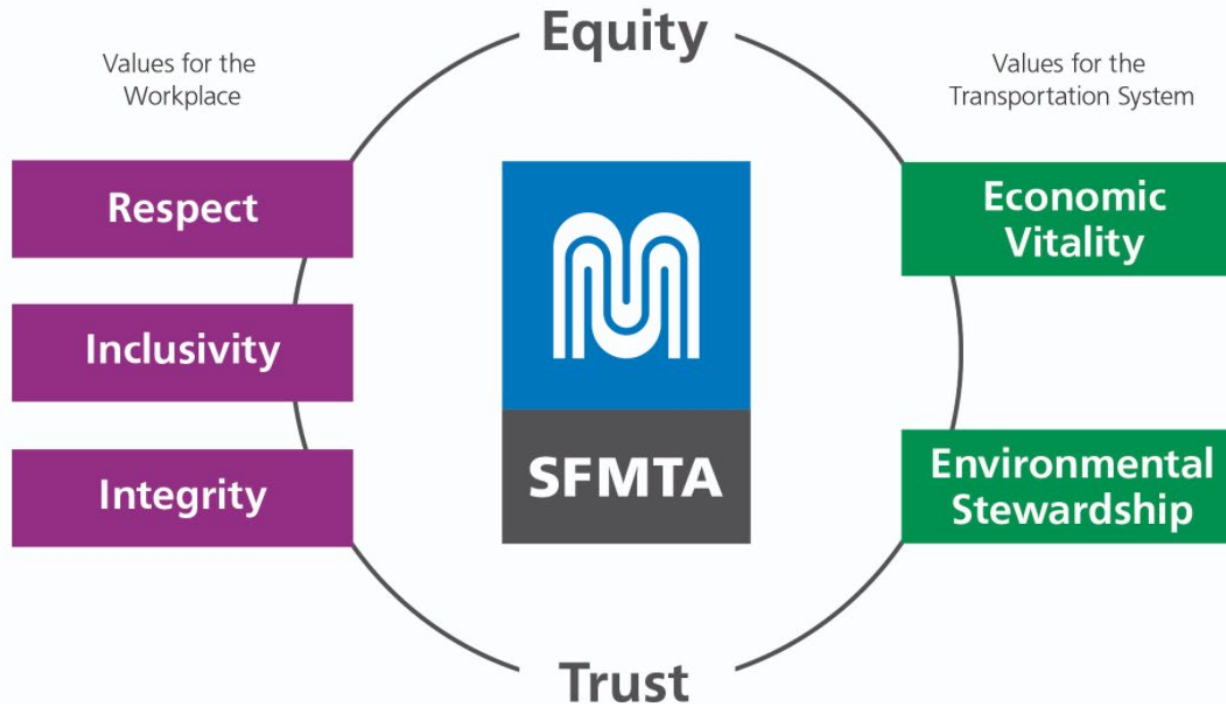 Equity
Values for the
Workplace
Values for the
Transportation System
Respect
Inclusivity
Integrity
SFMTA
Economic
Vitality
Environmental
Stewardship
Trust